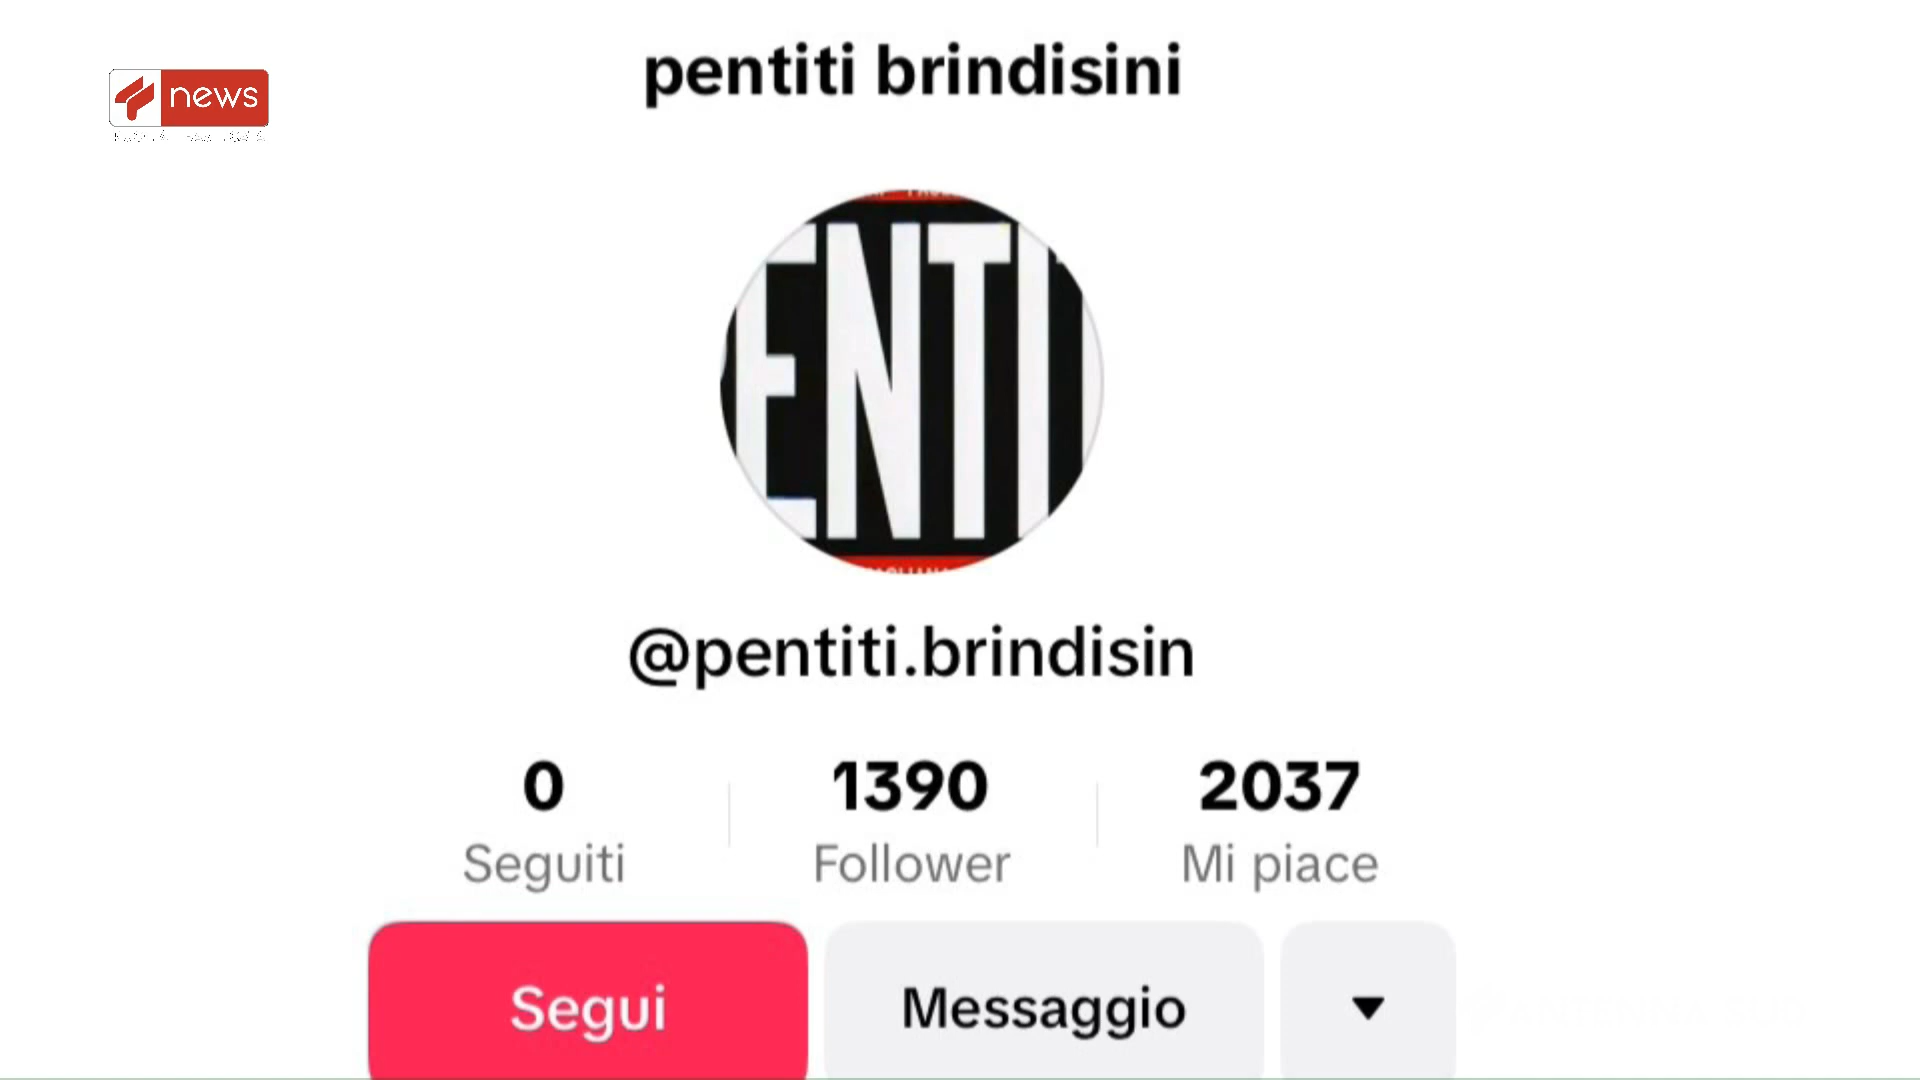 pentiti brindisini
news
ENTI
@pentiti.brindisin
0 1390 2037
Seguiti Follower Mi piace
Segui Messaggio